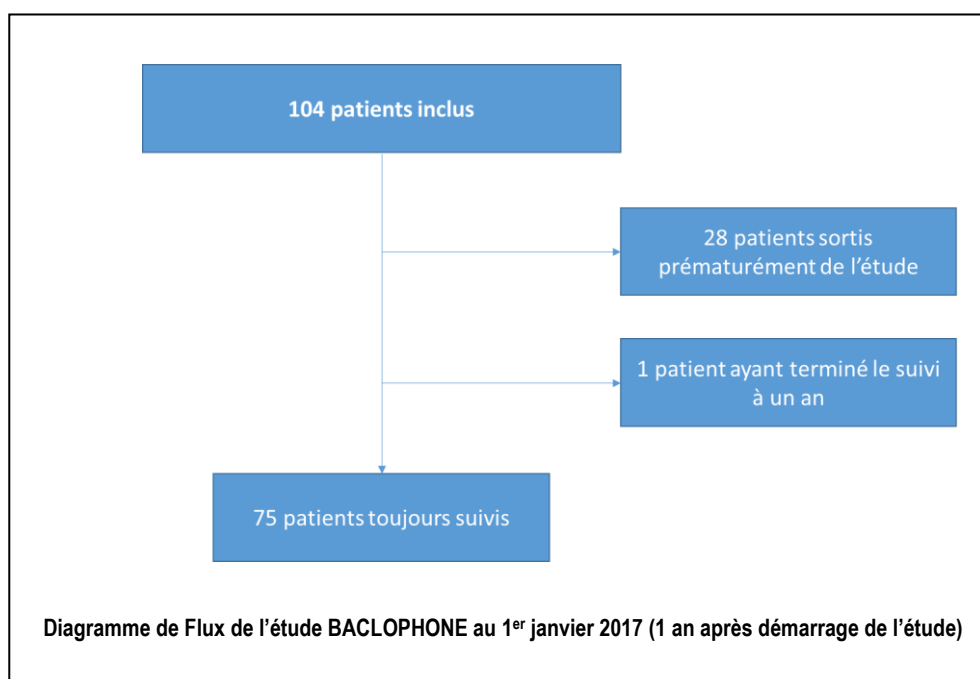 104 patients inclus
28 patients sortis
prématurément de l'étude
1 patient ayant terminé le suivi
à un an
75 patients toujours suivis
Diagramme de Flux de l'étude BACLOPHONE au 1er janvier 2017 (1 an après démarrage de l'étude)